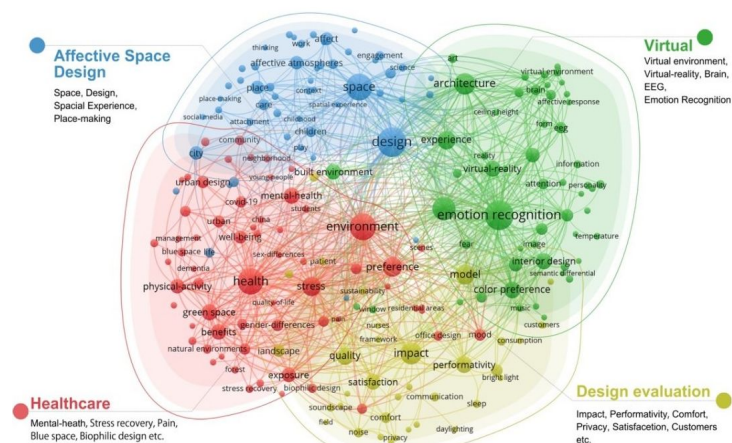 Affective Space
Design
Space, Design,
Spacial Experience,
Place-making
Virtual
Virtual environment,
Virtual-reality, Brain,
EEG,
Emotion Recognition
thinking
work
affect
engagement
science
affective atmospheres
place
context
space
place-making
care
spatial experience
social-media
attachment
childhood
children
design
play
city
art
architecture
virtual environment
brain
affective response
ceiling height
form
eeg
experience
reality
virtual-reality
information
attention
personality
emotion recognition
temperature
fear
image
interior design
semantic differential
color-preference
music
customers
community
neighborhood
built environment
young-people
urban design
mental-health
covid-19
students
urban
china
environment
management
well-being
blue space
life
sex-differences
patient
scenes
dementia
preference
physical-activity
health
stress
sustainability
model
quality-of-life
window
residential areas
green space
pain
gender-differences
nurses
benefits
framework
office design
mood
consumption
natural environments
landscape
quality
impact
performativity
forest
exposure
satisfaction
bright light
stress recovery
biophilic design
communication
soundscape
sleep
field
comfort
noise
privacy
daylighting
Healthcare
Mental-heath, Stress recovery, Pain,
Blue space, Biophilic design etc.
Design evaluation
Impact, Performativity, Comfort,
Privacy, Satisfacetion, Customers
etc.